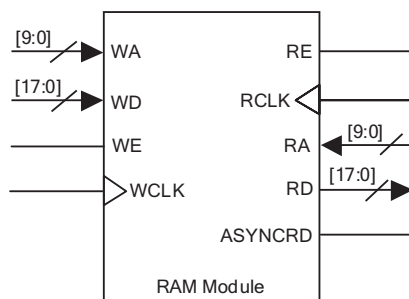 [9:0]
WA
RE
[17:0]
WD
RCLK
[9:0]
WE
RA
[17:0]
WCLK
RD
ASYNCRD
RAM Module